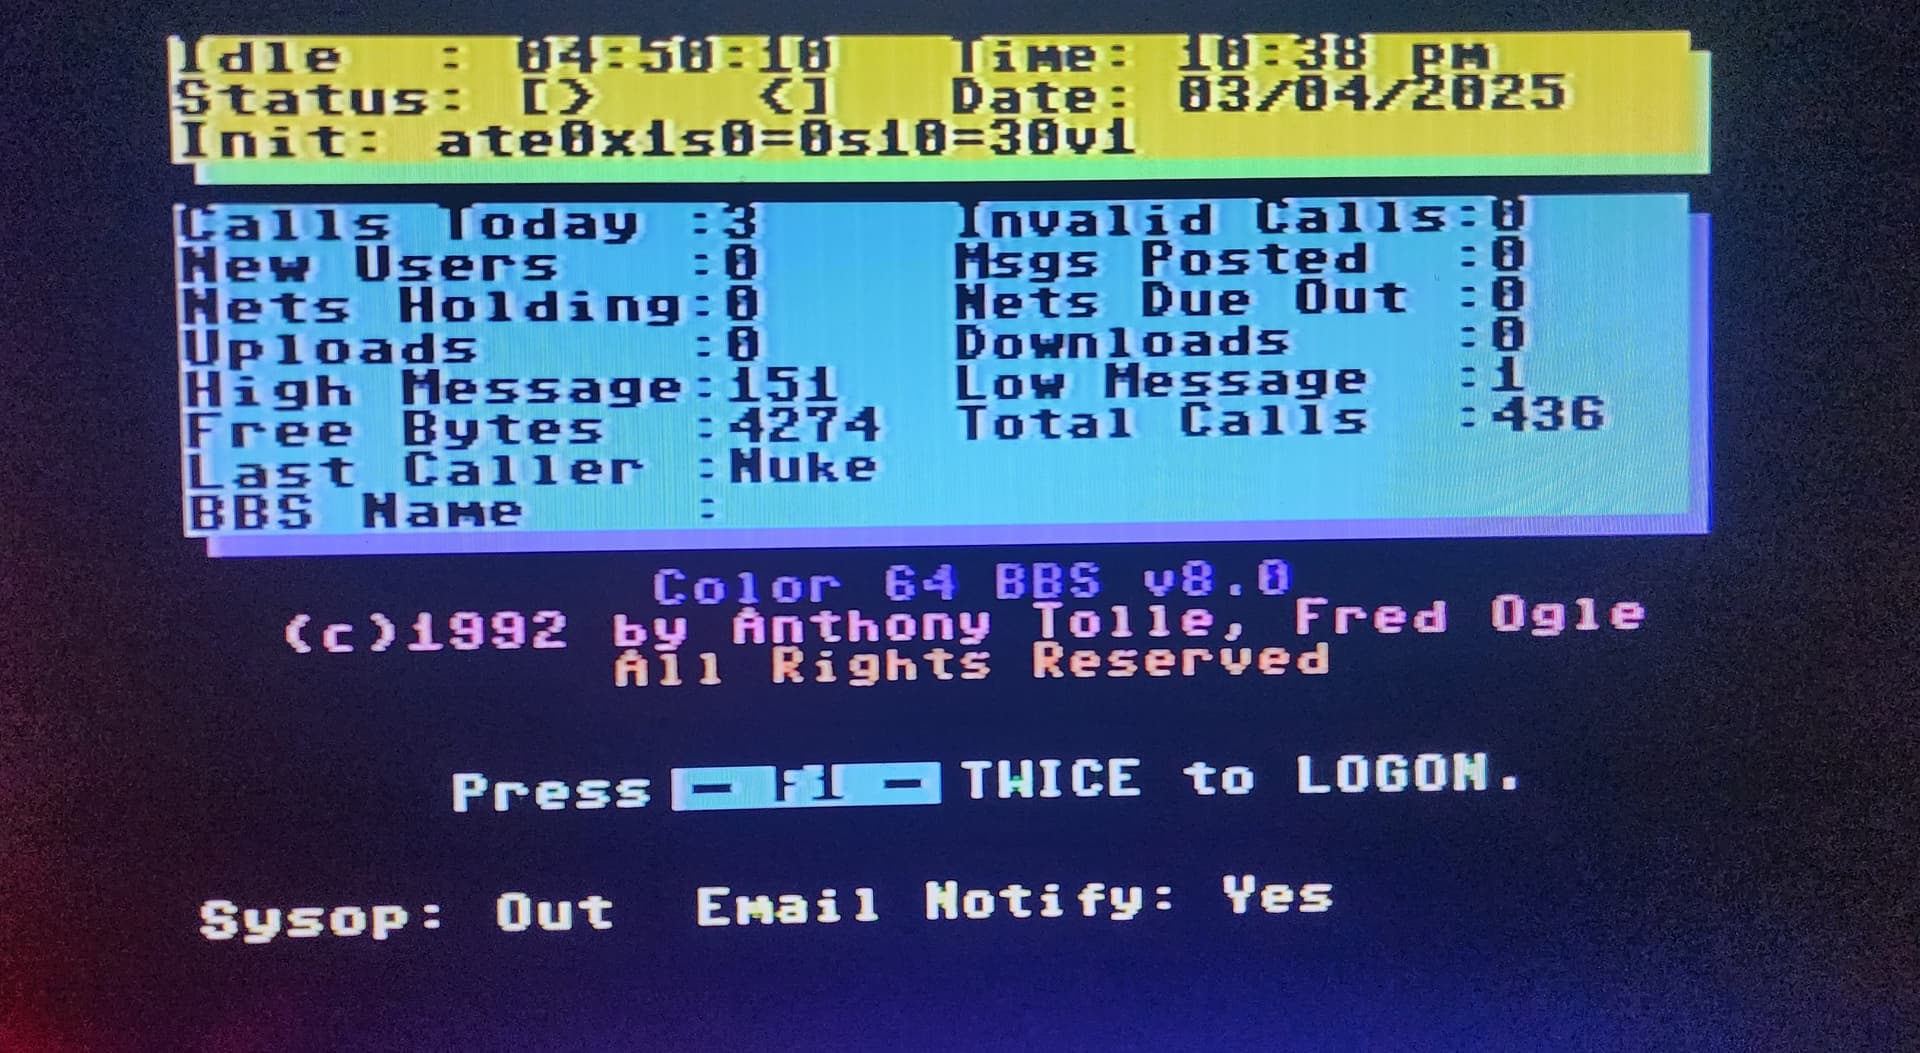 Idle : 04:50:10 Time: 10:38 pm
Status: [> <] Date: 03/04/2025
Init: ate0x1s0=0s10=30v1
Calls Today :3 Invalid Calls:0
New Users :0 Msgs Posted :0
Nets Holding:0 Nets Due Out :0
Uploads :0 Downloads :0
High Message:151 Low Message :1
Free Bytes :4274 Total Calls :436
Last Caller :Nuke
BBS Name :
Color 64 BBS v8.0
(c)1992 by Anthony Tolle, Fred Ogle
All Rights Reserved
Press - f1 - TWICE to LOGON.
Sysop: Out Email Notify: Yes